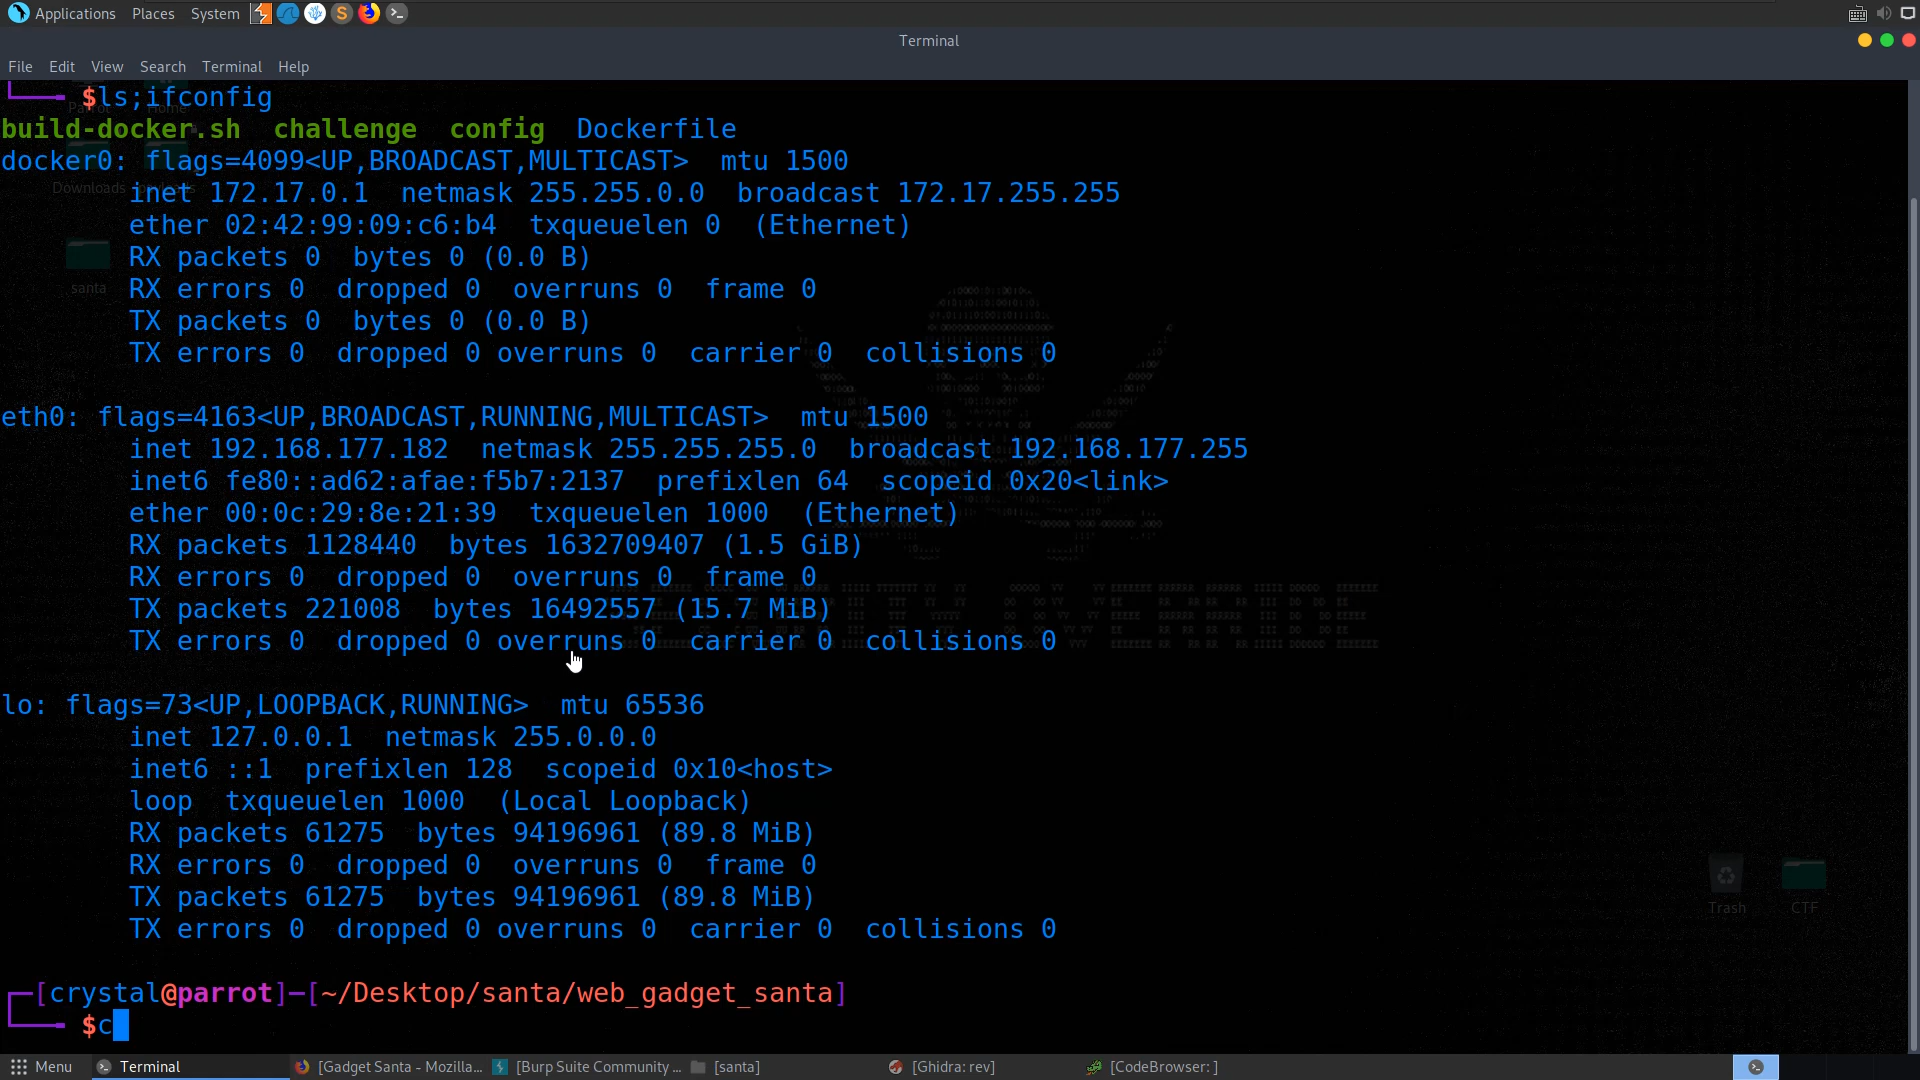 Applications Places System
Terminal
File Edit View Search Terminal Help
$ls;ifconfig
build-docker.sh challenge config Dockerfile
docker0: flags=4099<UP,BROADCAST,MULTICAST> mtu 1500
inet 172.17.0.1 netmask 255.255.0.0 broadcast 172.17.255.255
Downloads
ether 02:42:99:09:c6:b4 txqueuelen 0 (Ethernet)
RX packets 0 bytes 0 (0.0 B)
santa
RX errors 0 dropped 0 overruns 0 frame 0
TX packets 0 bytes 0 (0.0 B)
TX errors 0 dropped 0 overruns 0 carrier 0 collisions 0
eth0: flags=4163<UP,BROADCAST,RUNNING,MULTICAST> mtu 1500
inet 192.168.177.182 netmask 255.255.255.0 broadcast 192.168.177.255
inet6 fe80::ad62:afae:f5b7:2137 prefixlen 64 scopeid 0x20<link>
ether 00:0c:29:8e:21:39 txqueuelen 1000 (Ethernet)
RX packets 1128440 bytes 1632709407 (1.5 GiB)
RX errors 0 dropped 0 overruns 0 frame 0
TX packets 221008 bytes 16492557 (15.7 MiB)
TX errors 0 dropped 0 overruns 0 carrier 0 collisions 0
lo: flags=73<UP,LOOPBACK,RUNNING> mtu 65536
inet 127.0.0.1 netmask 255.0.0.0
inet6 ::1 prefixlen 128 scopeid 0x10<host>
loop txqueuelen 1000 (Local Loopback)
RX packets 61275 bytes 94196961 (89.8 MiB)
RX errors 0 dropped 0 overruns 0 frame 0
TX packets 61275 bytes 94196961 (89.8 MiB)
Trash CTF
TX errors 0 dropped 0 overruns 0 carrier 0 collisions 0
[crystal@parrot]─[~/Desktop/santa/web_gadget_santa]
$c
Menu Terminal [Gadget Santa - Mozilla... [Burp Suite Community ... [santa] [Ghidra: rev] [CodeBrowser: ]